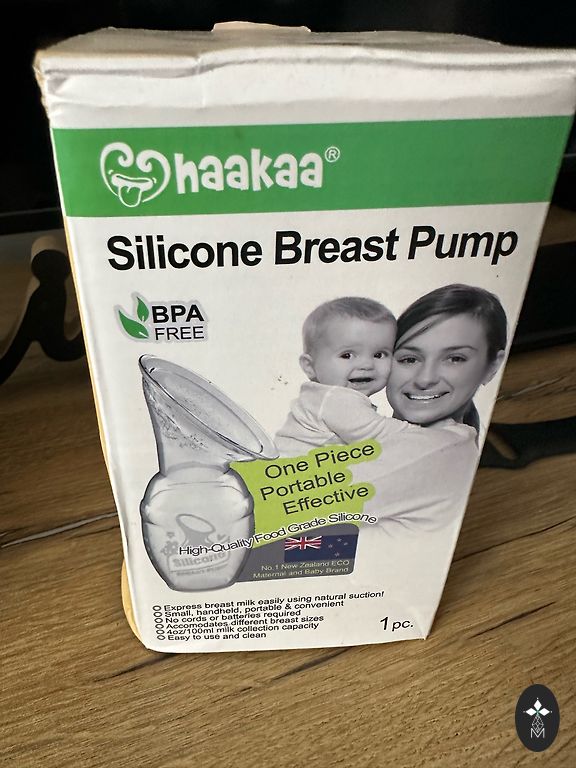 haakaa®
Silicone Breast Pump
BPA
FREE
One Piece
Portable
Effective
High-Quality Food Grade Silicone
Silicone
No.1 New Zealand ECO
Maternal and Baby Brand
Express breast milk easily using natural suction!
Small, handheld, portable & convenient
No cords or batteries required
Accomodates different breast sizes
4oz/100ml milk collection capacity
Easy to use and clean
1 pc.
M